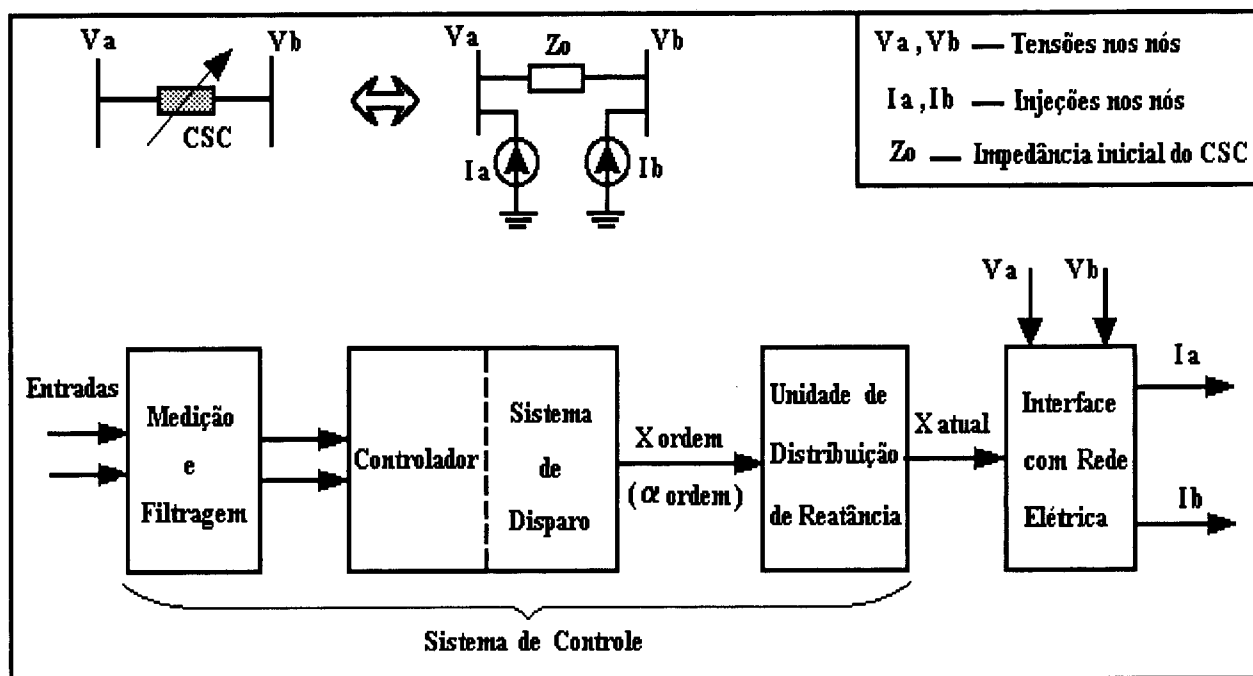 Va
Vb
CSC
Va
Zo
Vb
Ia
Ib
Va , Vb — Tensões nos nós
Ia , Ib — Injeções nos nós
Zo — Impedância inicial do CSC
Va
Vb
Entradas
Medição
e
Filtragem
Controlador
Sistema
de
Disparo
X ordem
(α ordem)
Unidade de
Distribuição
de Reatância
X atual
Interface
com Rede
Elétrica
Ia
Ib
Sistema de Controle